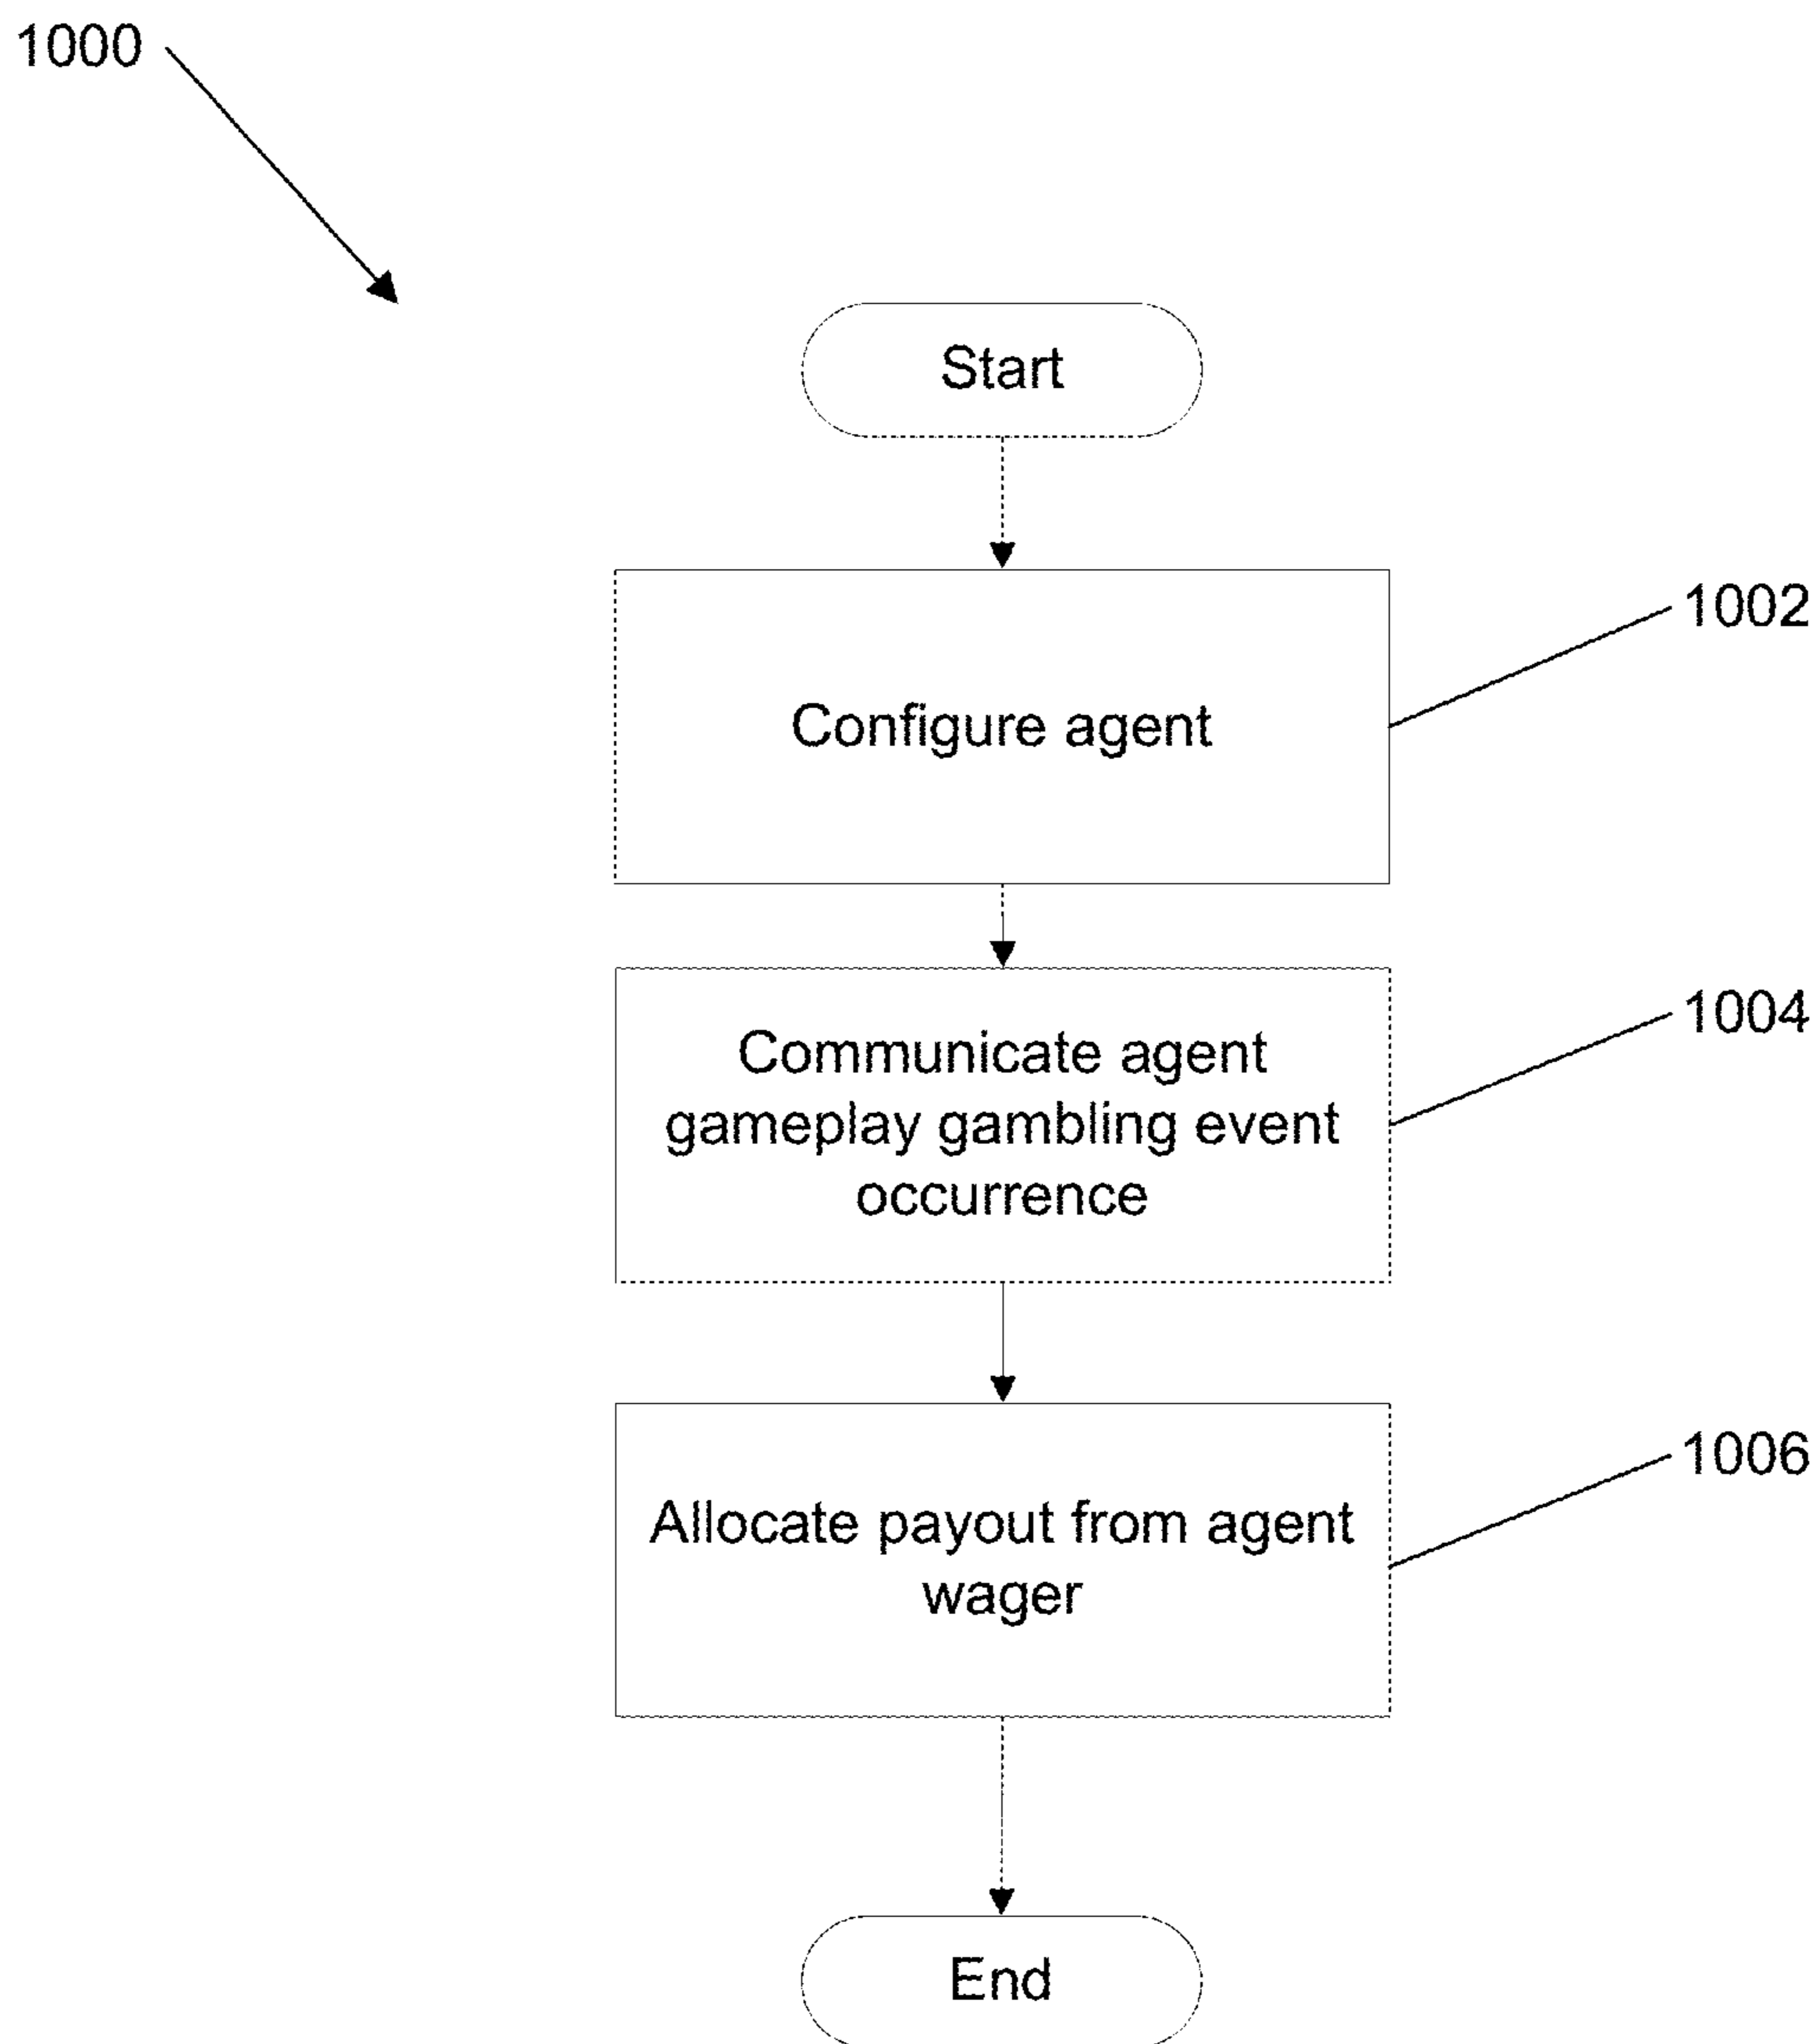 1000
Start
1002
Configure agent
1004
Communicate agent
gameplay gambling event
occurrence
1006
Allocate payout from agent
wager
End